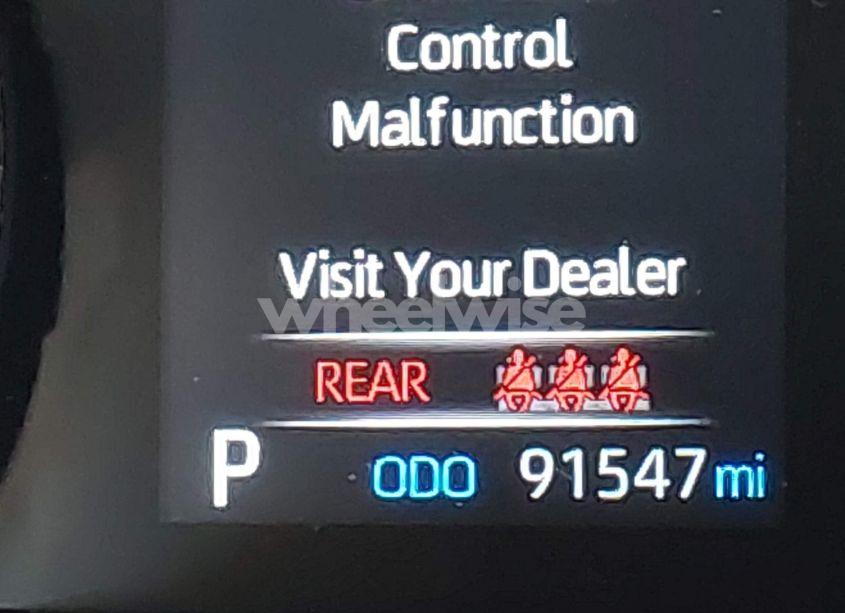 Control
Malfunction
Visit Your Dealer
wheelwise
REAR
P ODO 91547 mi